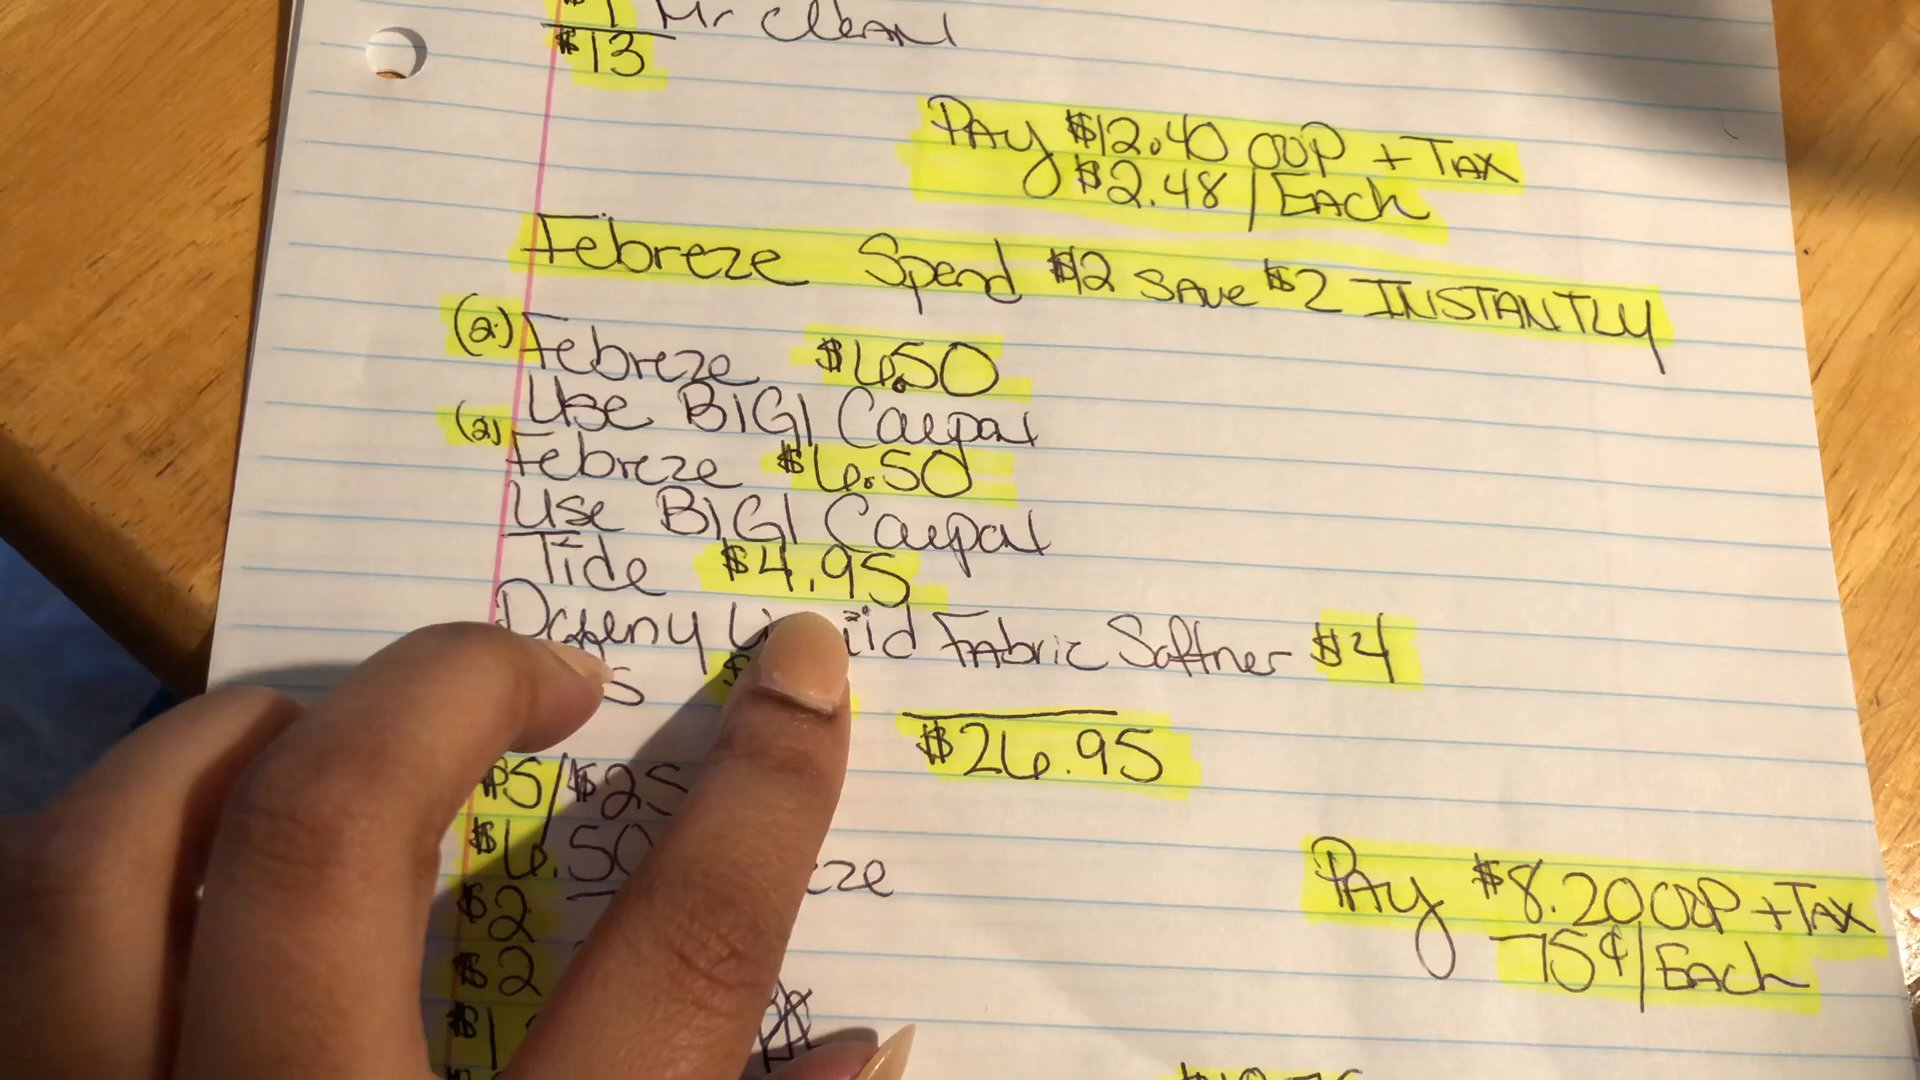 $1 Mr Clean
$13
Pay $12.40 OOP + Tax
$2.48 | Each
Febreze Spend $12 Save $2 INSTANTLY
(2) Febreze $6.50
Use B1G1 Coupon
(2) Febreze $6.50
Use B1G1 Coupon
Tide $4.95
Downy Fabric Softner $4
$26.95
$5/$25
$6.50
$2
$2
Pay $8.20 OOP + Tax
75¢ | Each